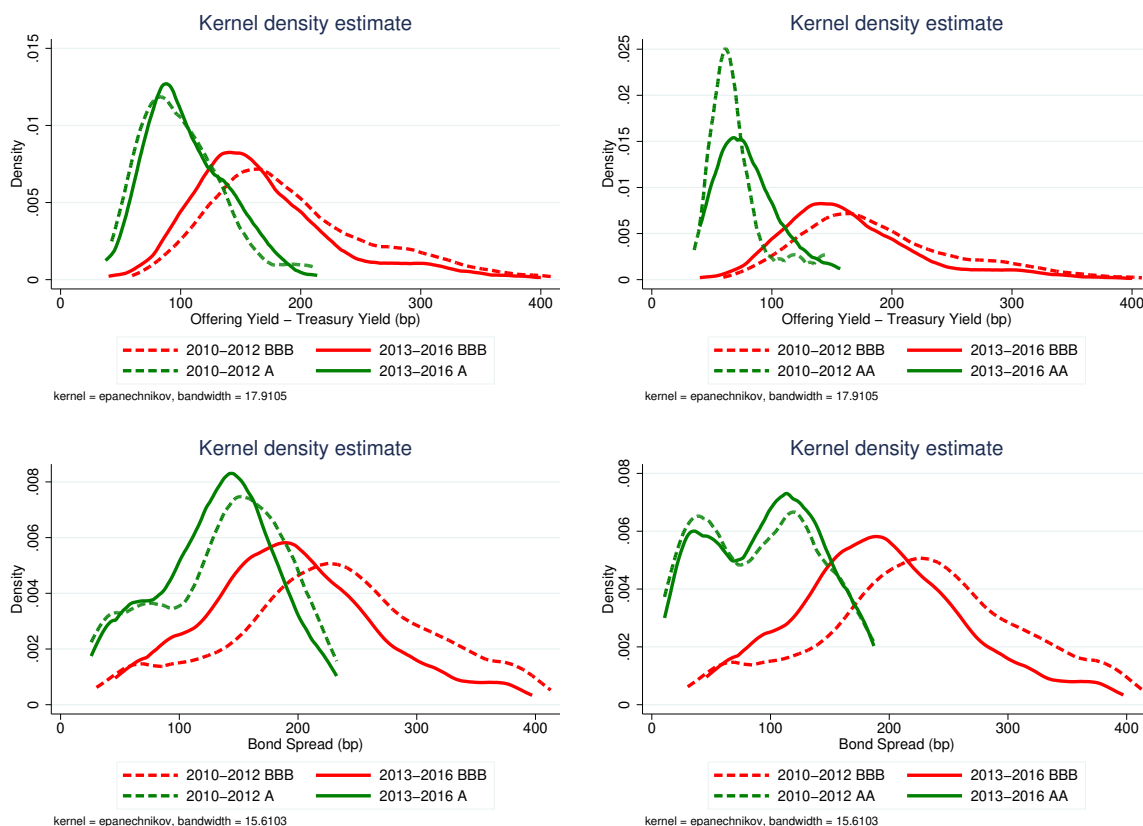 Kernel density estimate
.015
.01
.005
0
Density
0 100 200 300 400
Offering Yield − Treasury Yield (bp)
2010−2012 BBB 2013−2016 BBB
2010−2012 A 2013−2016 A
kernel = epanechnikov, bandwidth = 17.9105
Kernel density estimate
.025
.02
.015
.01
.005
0
Density
0 100 200 300 400
Offering Yield − Treasury Yield (bp)
2010−2012 BBB 2013−2016 BBB
2010−2012 AA 2013−2016 AA
kernel = epanechnikov, bandwidth = 17.9105
Kernel density estimate
.008
.006
.004
.002
0
Density
0 100 200 300 400
Bond Spread (bp)
2010−2012 BBB 2013−2016 BBB
2010−2012 A 2013−2016 A
kernel = epanechnikov, bandwidth = 15.6103
Kernel density estimate
.008
.006
.004
.002
0
Density
0 100 200 300 400
Bond Spread (bp)
2010−2012 BBB 2013−2016 BBB
2010−2012 AA 2013−2016 AA
kernel = epanechnikov, bandwidth = 15.6103